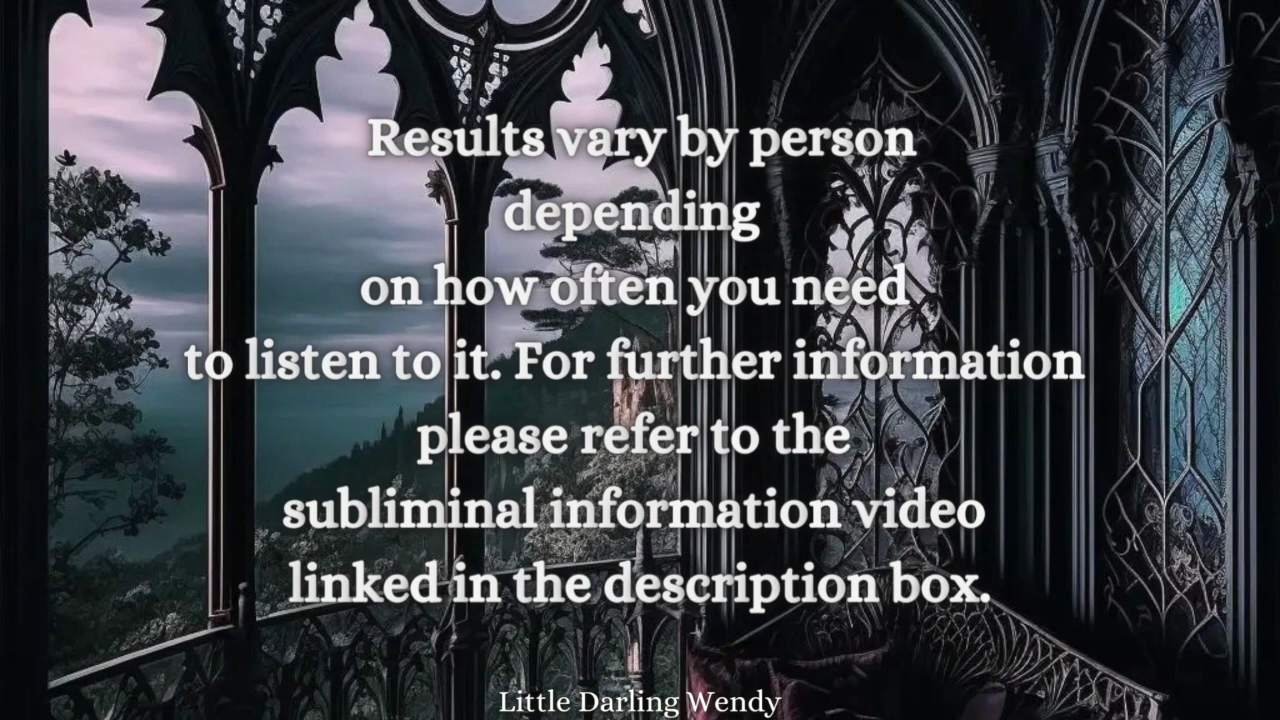 Results vary by person
depending
on how often you need
to listen to it. For further information
please refer to the
subliminal information video
linked in the description box.
Little Darling Wendy